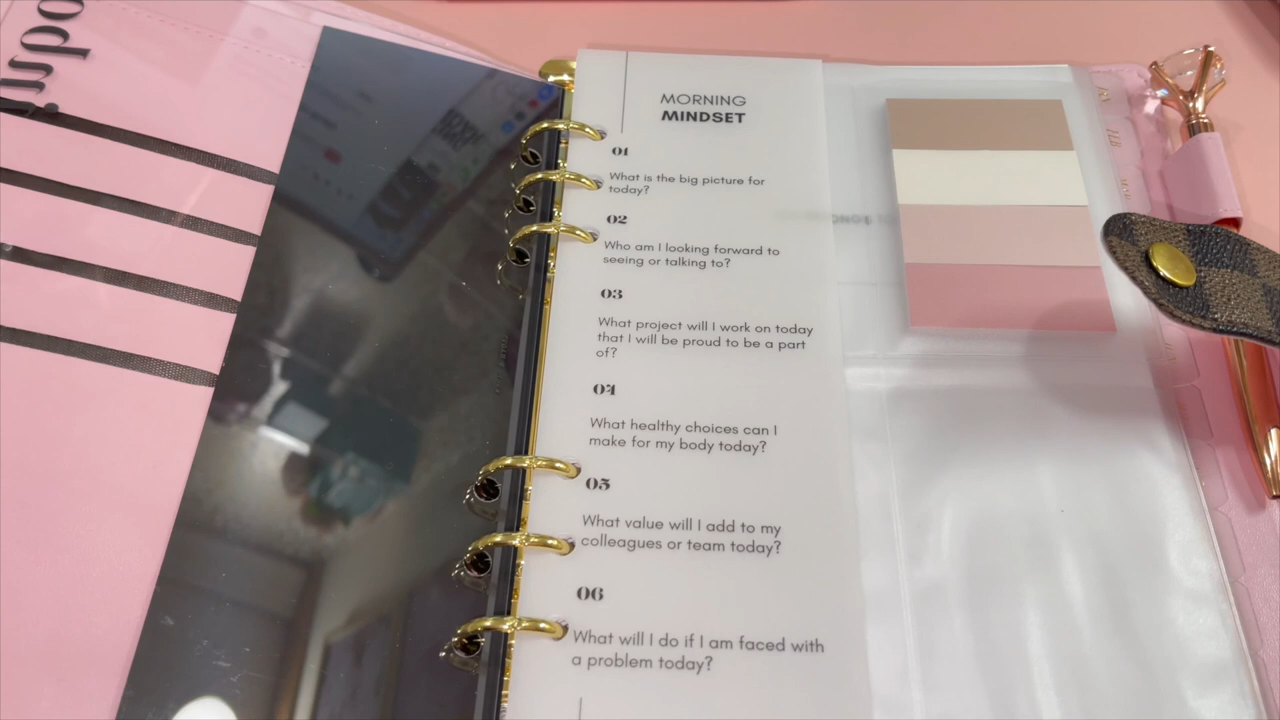 MORNING
MINDSET
01
What is the big picture for
today?
02
Who am I looking forward to
seeing or talking to?
03
What project will I work on today
that I will be proud to be a part
of?
04
What healthy choices can I
make for my body today?
05
What value will I add to my
colleagues or team today?
06
What will I do if I am faced with
a problem today?